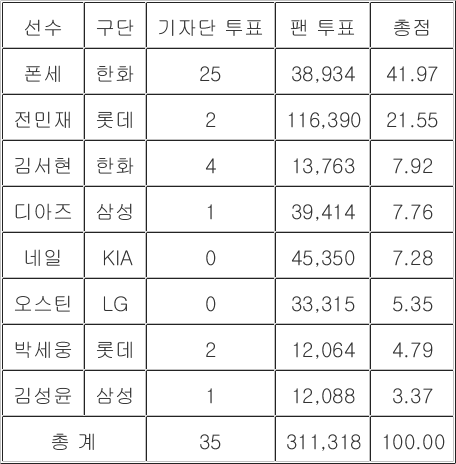 선수 구단 기자단 투표 팬 투표 총점
폰세 한화 25 38,934 41.97
전민재 롯데 2 116,390 21.55
김서현 한화 4 13,763 7.92
디아즈 삼성 1 39,414 7.76
네일 KIA 0 45,350 7.28
오스틴 LG 0 33,315 5.35
박세웅 롯데 2 12,064 4.79
김성윤 삼성 1 12,088 3.37
총 계 35 311,318 100.00